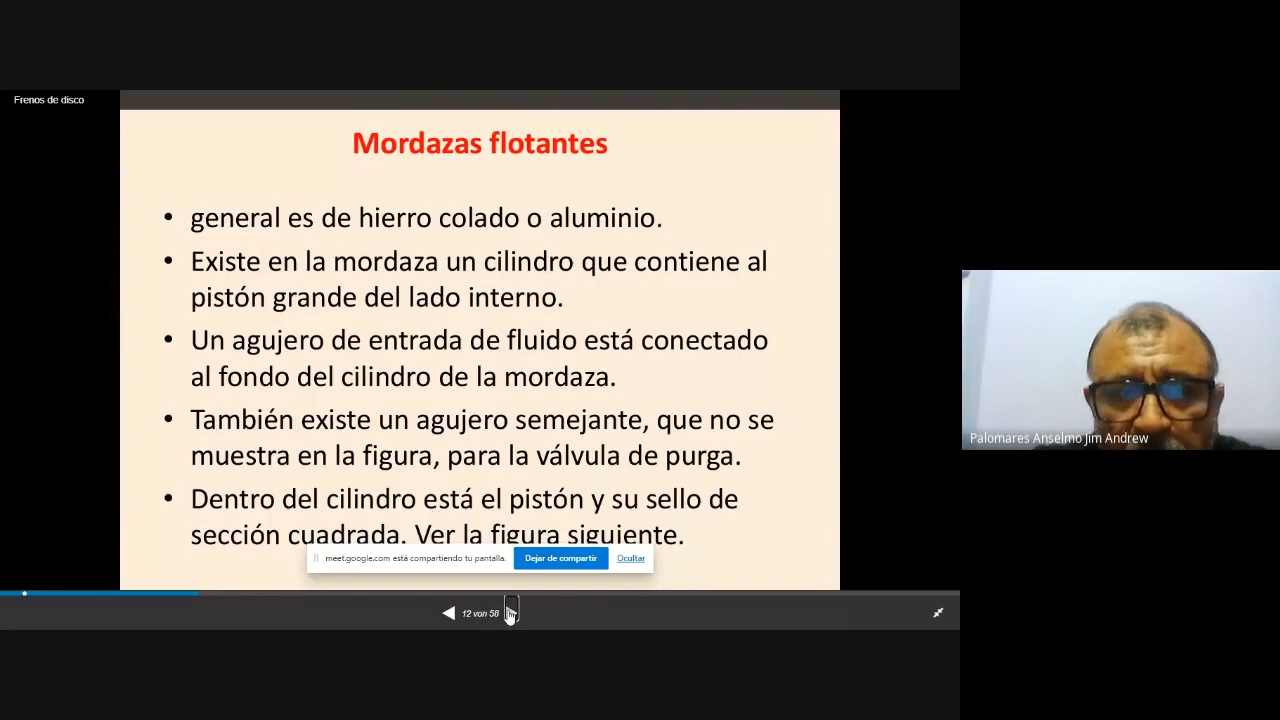 Frenos de disco
Mordazas flotantes
• general es de hierro colado o aluminio.
• Existe en la mordaza un cilindro que contiene al
pistón grande del lado interno.
• Un agujero de entrada de fluido está conectado
al fondo del cilindro de la mordaza.
• También existe un agujero semejante, que no se
muestra en la figura, para la válvula de purga.
• Dentro del cilindro está el pistón y su sello de
sección cuadrada. Ver la figura siguiente.
meet.google.com está compartiendo tu pantalla. Dejar de compartir Ocultar
12 von 58
Palomares Anselmo Jim Andrew